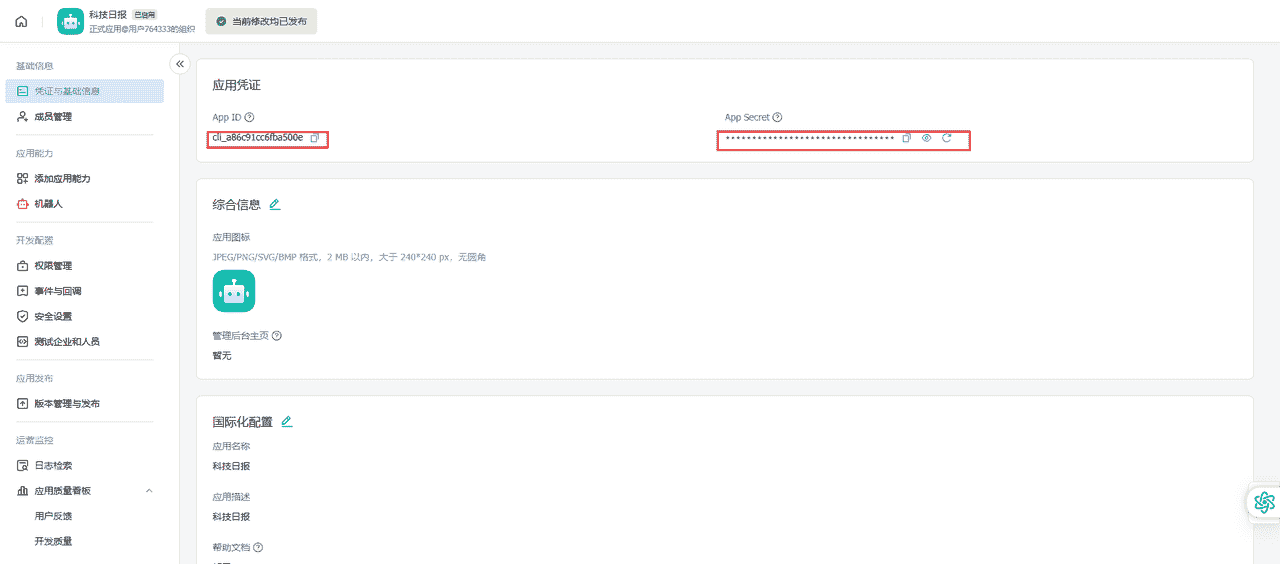 科技日报 已启用
正式应用@用户764333的组织
当前修改均已发布
基础信息
凭证与基础信息
成员管理
应用能力
添加应用能力
机器人
开发配置
权限管理
事件与回调
安全设置
测试企业和人员
应用发布
版本管理与发布
运营监控
日志检索
应用质量看板
用户反馈
开发质量
应用凭证
App ID
cli_a86c91cc6fba500e
App Secret
••••••••••••••••••••••••••••••••
综合信息
应用图标
JPEG/PNG/SVG/BMP 格式，2 MB 以内，大于 240*240 px，无圆角
管理后台主页
暂无
国际化配置
应用名称
科技日报
应用描述
科技日报
帮助文档